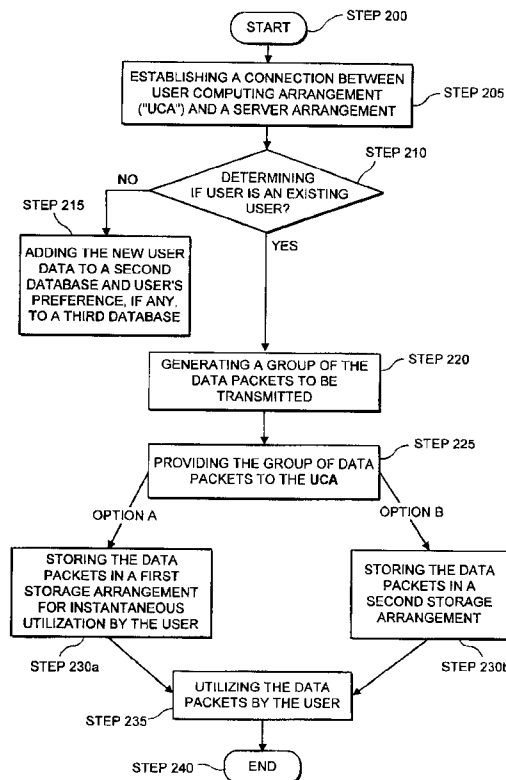 START
STEP 200
ESTABLISHING A CONNECTION BETWEEN
USER COMPUTING ARRANGEMENT
("UCA") AND A SERVER ARRANGEMENT
STEP 205
STEP 210
DETERMINING
IF USER IS AN EXISTING
USER?
NO
STEP 215
YES
ADDING THE NEW USER
DATA TO A SECOND
DATABASE AND USER'S
PREFERENCE, IF ANY,
TO A THIRD DATABASE
STEP 220
GENERATING A GROUP OF THE
DATA PACKETS TO BE
TRANSMITTED
STEP 225
PROVIDING THE GROUP OF DATA
PACKETS TO THE UCA
OPTION A
OPTION B
STORING THE DATA
PACKETS IN A FIRST
STORAGE ARRANGEMENT
FOR INSTANTANEOUS
UTILIZATION BY THE USER
STORING THE DATA
PACKETS IN A
SECOND STORAGE
ARRANGEMENT
STEP 230a
STEP 230b
UTILIZING THE DATA
PACKETS BY THE USER
STEP 235
END
STEP 240